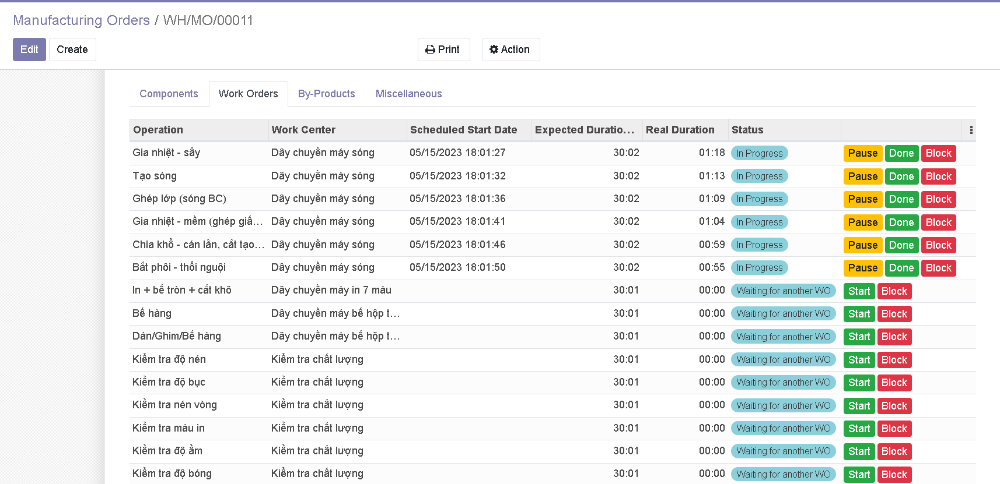 Manufacturing Orders / WH/MO/00011
Edit Create Print Action
Components Work Orders By-Products Miscellaneous
Operation Work Center Scheduled Start Date Expected Duratio... Real Duration Status
Gia nhiệt - sấy Dây chuyền máy sóng 05/15/2023 18:01:27 30:02 01:18 In Progress Pause Done Block
Tạo sóng Dây chuyền máy sóng 05/15/2023 18:01:32 30:02 01:13 In Progress Pause Done Block
Ghép lớp (sóng BC) Dây chuyền máy sóng 05/15/2023 18:01:36 30:02 01:09 In Progress Pause Done Block
Gia nhiệt - mềm (ghép giấ... Dây chuyền máy sóng 05/15/2023 18:01:41 30:02 01:04 In Progress Pause Done Block
Chia khổ - cán lằn, cắt tạo... Dây chuyền máy sóng 05/15/2023 18:01:46 30:02 00:59 In Progress Pause Done Block
Bắt phôi - thổi nguội Dây chuyền máy sóng 05/15/2023 18:01:50 30:02 00:55 In Progress Pause Done Block
In + bế tròn + cắt khô Dây chuyền máy in 7 màu 30:01 00:00 Waiting for another WO Start Block
Bế hàng Dây chuyền máy bế hộp t... 30:01 00:00 Waiting for another WO Start Block
Dán/Ghim/Bế hàng Dây chuyền máy bế hộp t... 30:01 00:00 Waiting for another WO Start Block
Kiểm tra độ nén Kiểm tra chất lượng 30:01 00:00 Waiting for another WO Start Block
Kiểm tra độ bục Kiểm tra chất lượng 30:01 00:00 Waiting for another WO Start Block
Kiểm tra nén vòng Kiểm tra chất lượng 30:01 00:00 Waiting for another WO Start Block
Kiểm tra màu in Kiểm tra chất lượng 30:01 00:00 Waiting for another WO Start Block
Kiểm tra độ ẩm Kiểm tra chất lượng 30:01 00:00 Waiting for another WO Start Block
Kiểm tra độ bóng Kiểm tra chất lượng 30:01 00:00 Waiting for another WO Start Block